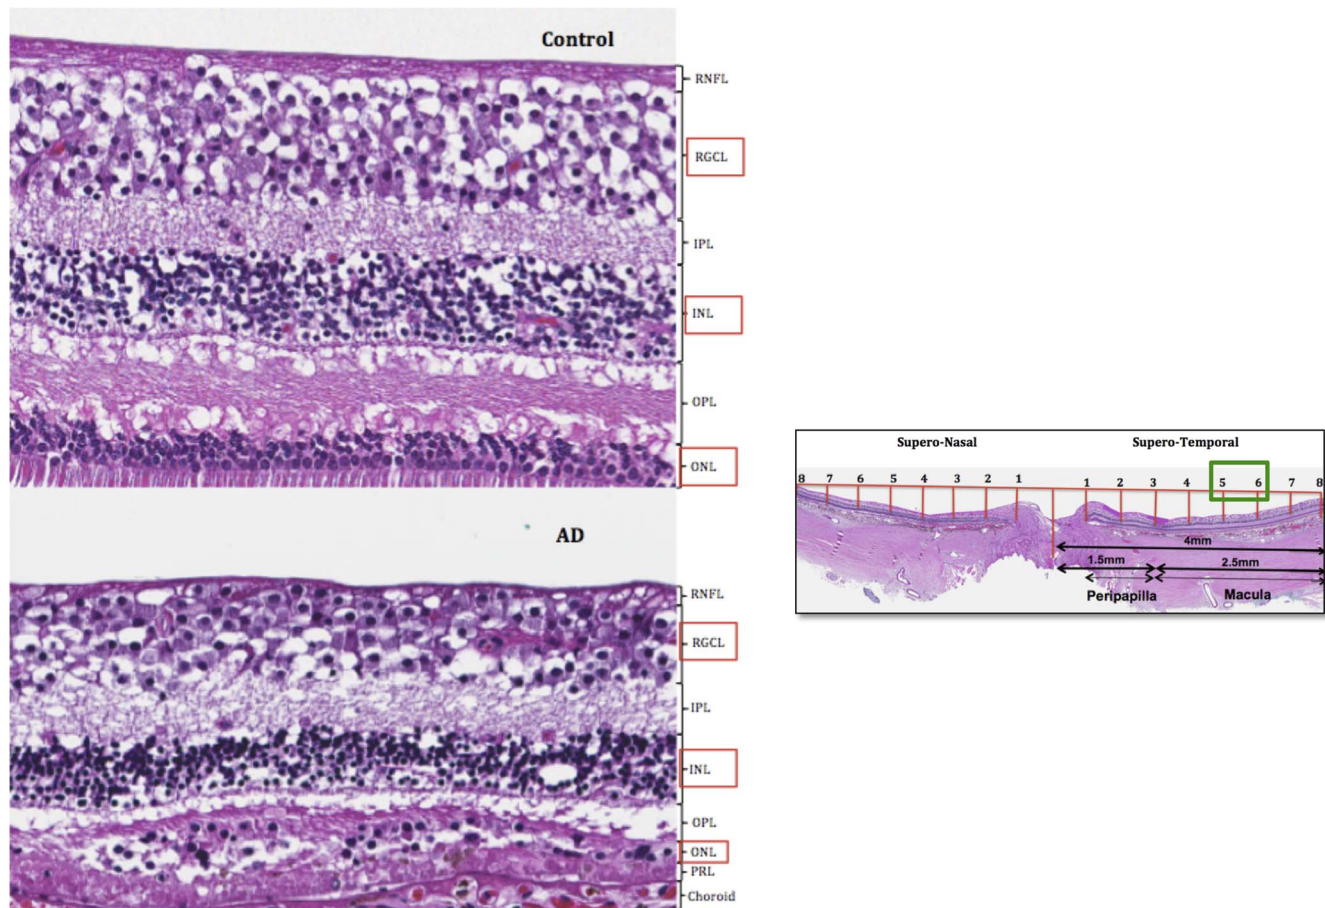 Control
RNFL
RGCL
IPL
INL
OPL
ONL
AD
RNFL
RGCL
IPL
INL
OPL
ONL
PRL
Choroid
Supero-Nasal Supero-Temporal
8 7 6 5 4 3 2 1 1 2 3 4 5 6 7 8
4mm
1.5mm 2.5mm
Peripapilla Macula